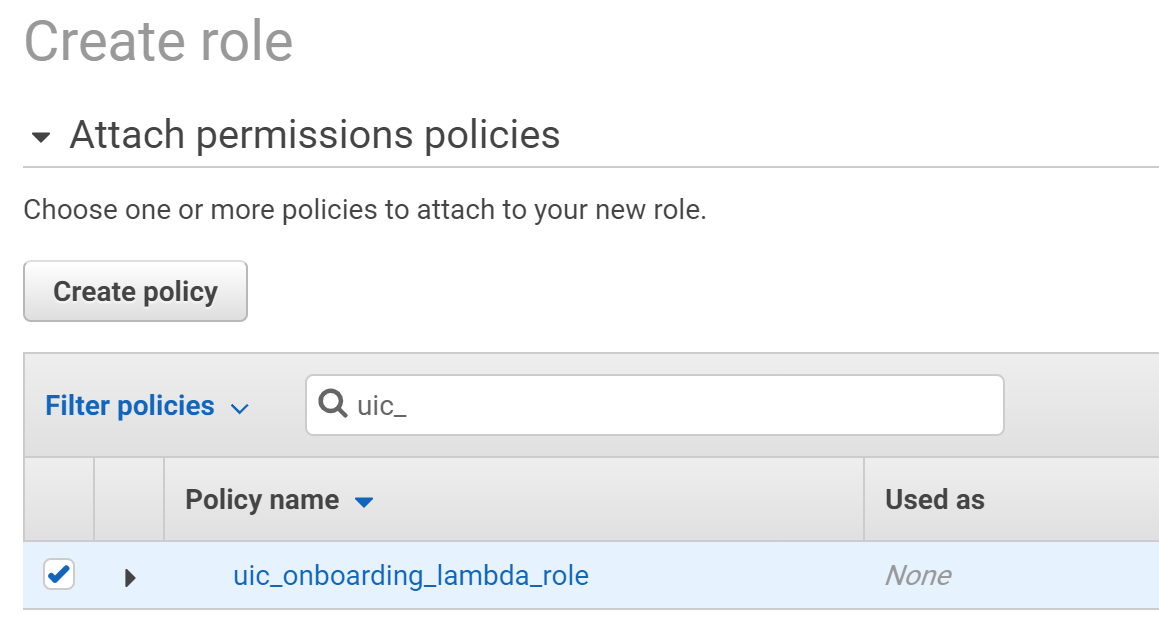 Create role
Attach permissions policies
Choose one or more policies to attach to your new role.
Create policy
Filter policies
uic_
Policy name
Used as
uic_onboarding_lambda_role
None